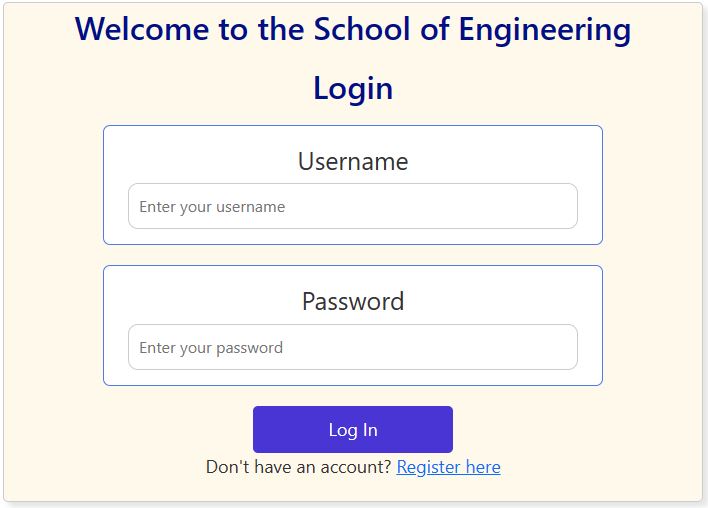 Welcome to the School of Engineering
Login
Username
Enter your username
Password
Enter your password
Log In
Don't have an account? Register here